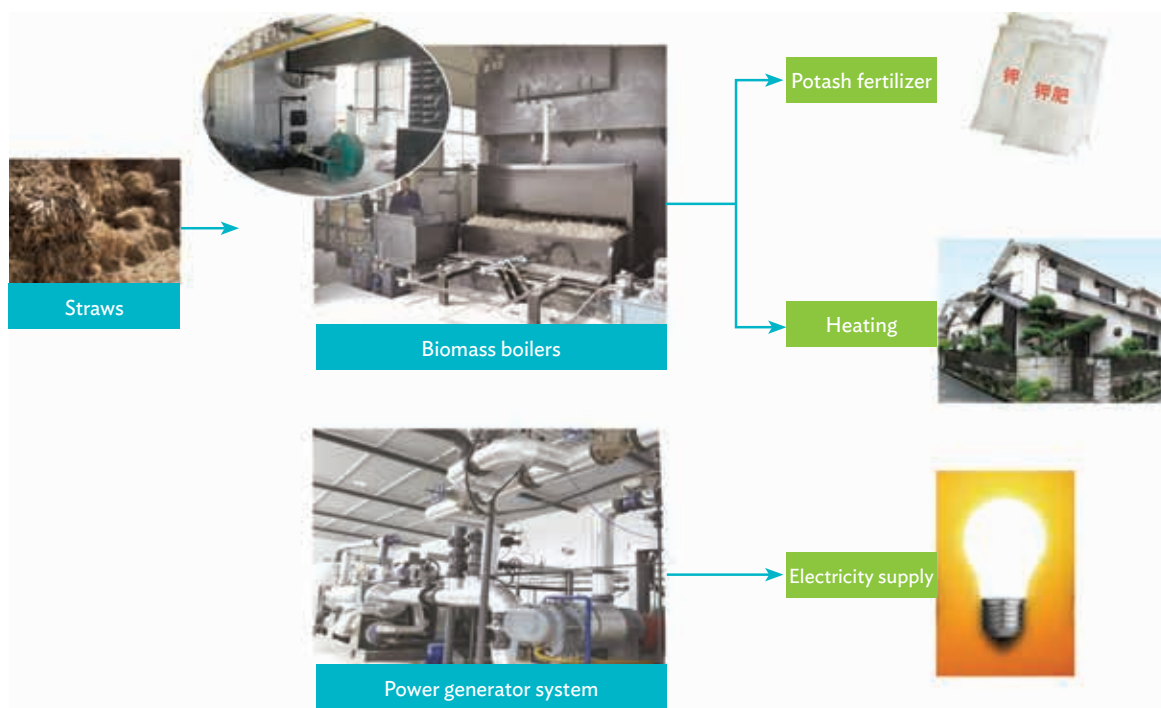 Potash fertilizer
钾
钾肥
Straws
Biomass boilers
Heating
Electricity supply
Power generator system